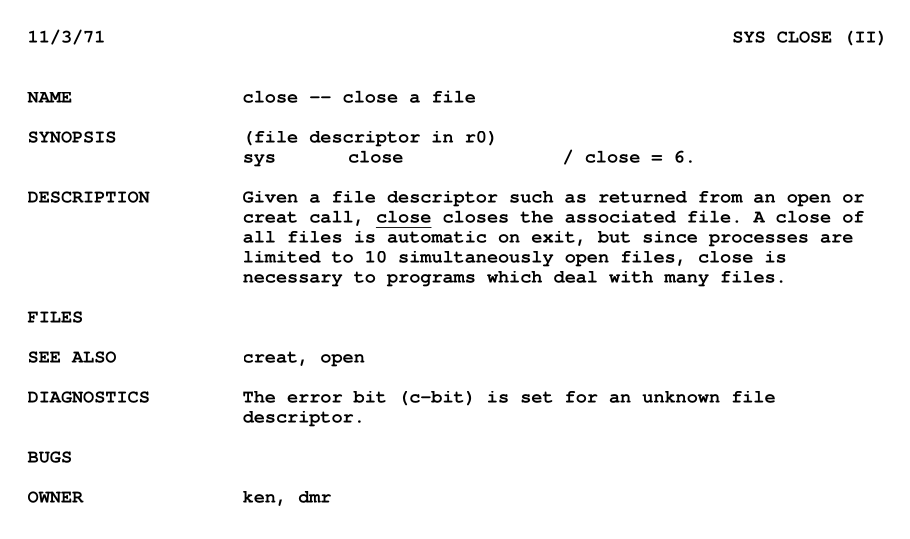 11/3/71 SYS CLOSE (II)
NAME close -- close a file
SYNOPSIS (file descriptor in r0)
sys close / close = 6.
DESCRIPTION Given a file descriptor such as returned from an open or
creat call, close closes the associated file. A close of
all files is automatic on exit, but since processes are
limited to 10 simultaneously open files, close is
necessary to programs which deal with many files.
FILES
SEE ALSO creat, open
DIAGNOSTICS The error bit (c-bit) is set for an unknown file
descriptor.
BUGS
OWNER ken, dmr